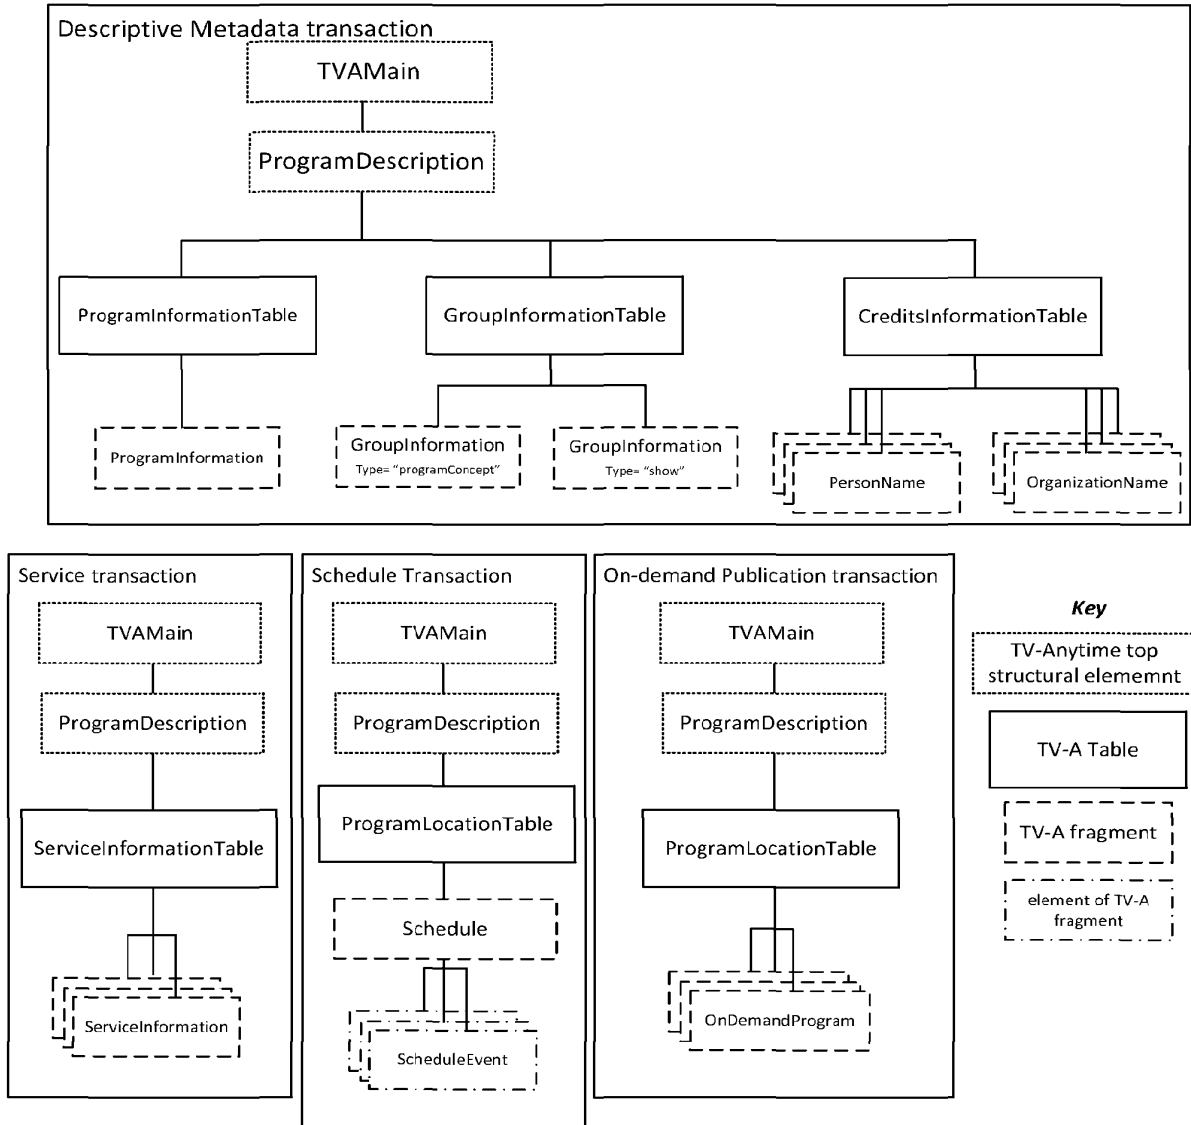 Descriptive Metadata transaction
TVAMain
ProgramDescription
ProgramInformationTable
GroupInformationTable
CreditsInformationTable
ProgramInformation
GroupInformation
Type= “programConcept”
GroupInformation
Type= “show”
PersonName
OrganizationName
Service transaction
TVAMain
ProgramDescription
ServiceInformationTable
ServiceInformation
Schedule Transaction
TVAMain
ProgramDescription
ProgramLocationTable
Schedule
ScheduleEvent
On-demand Publication transaction
TVAMain
ProgramDescription
ProgramLocationTable
OnDemandProgram
Key
TV-Anytime top
structural elememnt
TV-A Table
TV-A fragment
element of TV-A
fragment